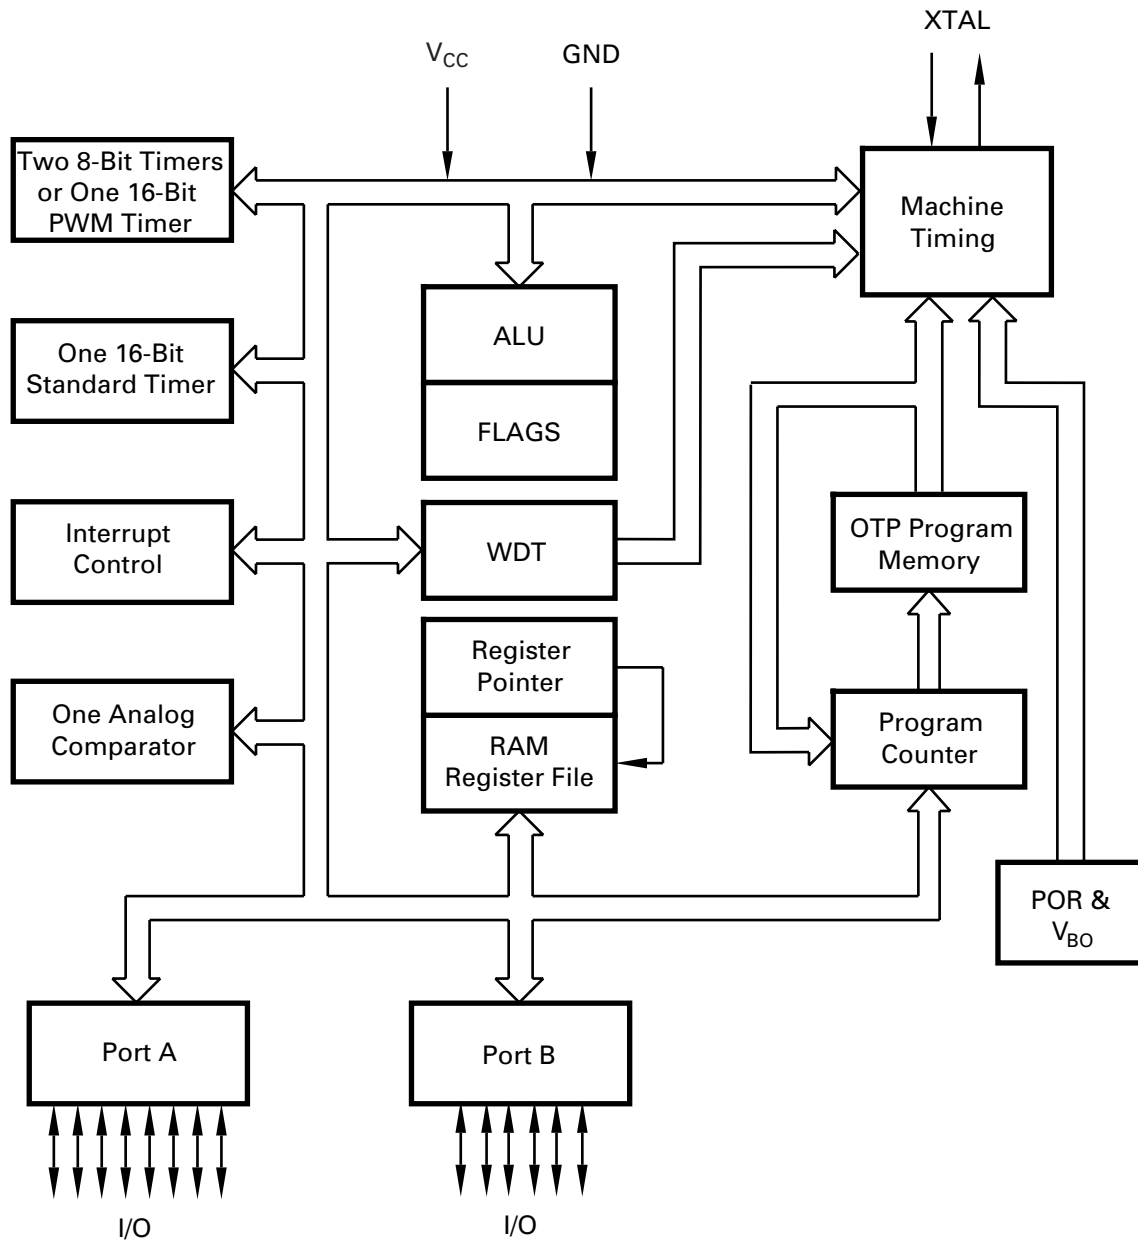 XTAL
V_CC
GND
Two 8-Bit Timers
or One 16-Bit
PWM Timer
Machine
Timing
ALU
One 16-Bit
Standard Timer
FLAGS
OTP Program
Memory
Interrupt
Control
WDT
Register
Pointer
One Analog
Comparator
RAM
Register File
Program
Counter
POR &
V_BO
Port A
Port B
I/O
I/O